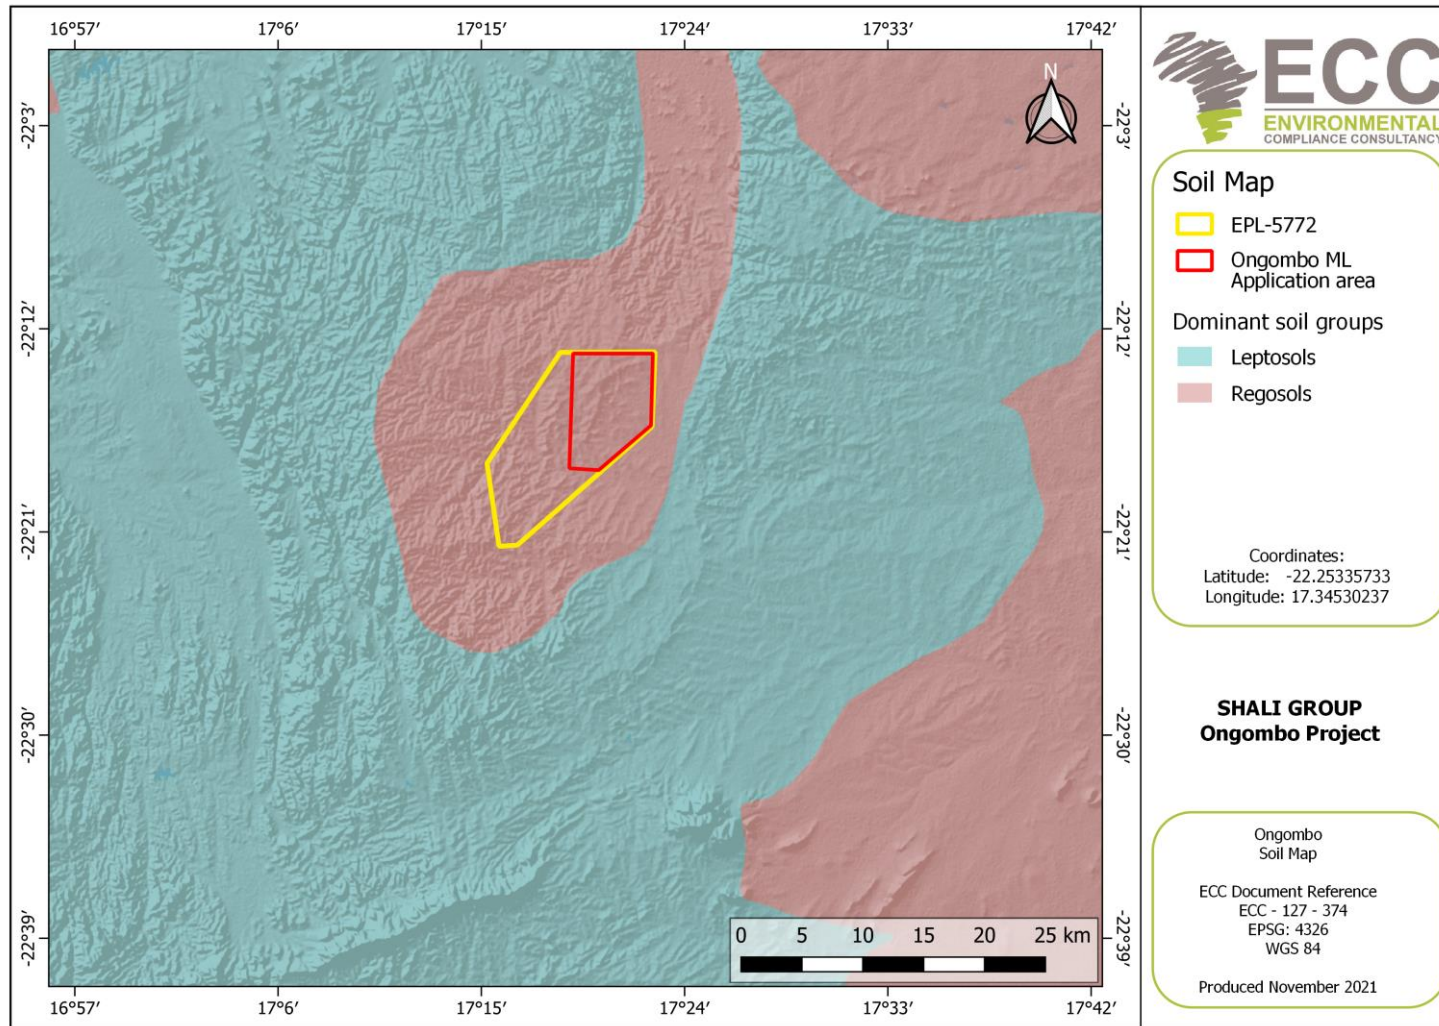 16°57′ 17°6′ 17°15′ 17°24′ 17°33′ 17°42′
N
-22°3′ -22°3′
-22°12′ -22°12′
-22°21′ -22°21′
-22°30′ -22°30′
-22°39′ -22°39′
0 5 10 15 20 25 km
16°57′ 17°6′ 17°15′ 17°24′ 17°33′ 17°42′
ECC
ENVIRONMENTAL
COMPLIANCE CONSULTANCY
Soil Map
EPL-5772
Ongombo ML
Application area
Dominant soil groups
Leptosols
Regosols
Coordinates:
Latitude: -22.25335733
Longitude: 17.34530237
SHALI GROUP
Ongombo Project
Ongombo
Soil Map
ECC Document Reference
ECC - 127 - 374
EPSG: 4326
WGS 84
Produced November 2021